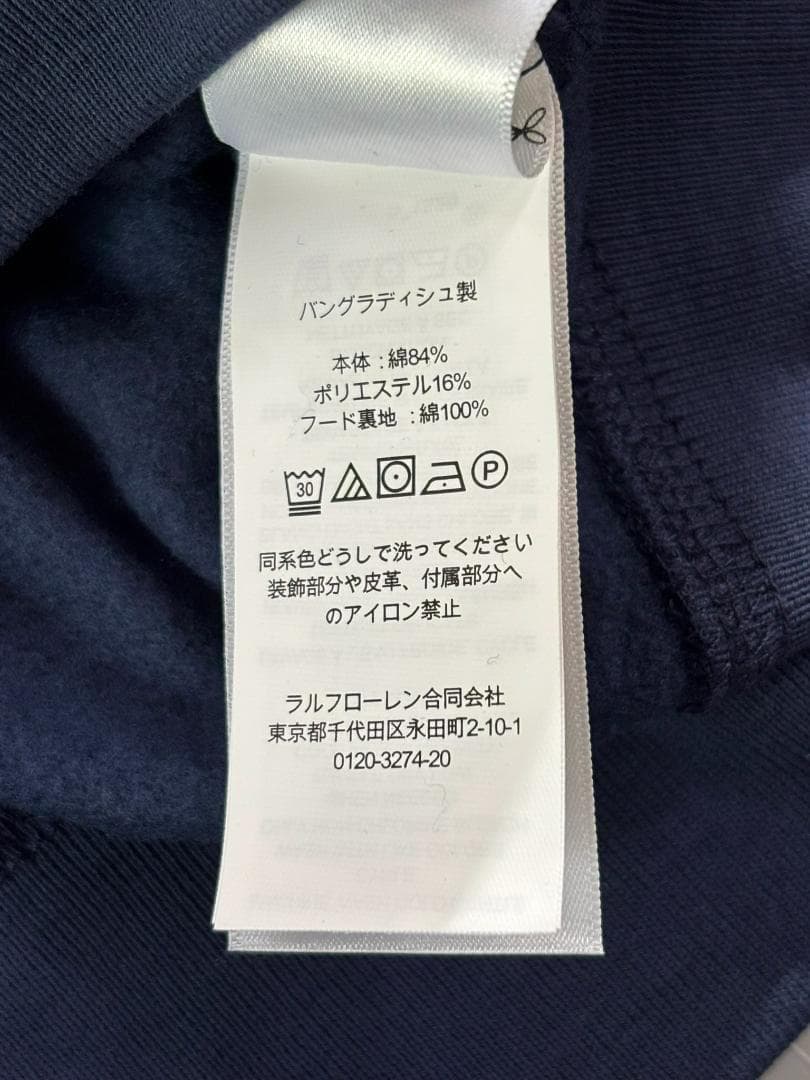 バングラディシュ製
本体 : 綿84%
ポリエステル16%
フード裏地 : 綿100%
30 P
同系色どうしで洗ってください
装飾部分や皮革、付属部分へ
のアイロン禁止
ラルフローレン合同会社
東京都千代田区永田町2-10-1
0120-3274-20